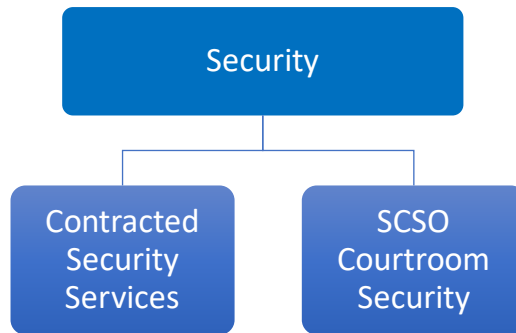 Security
Contracted
Security
Services
SCSO
Courtroom
Security